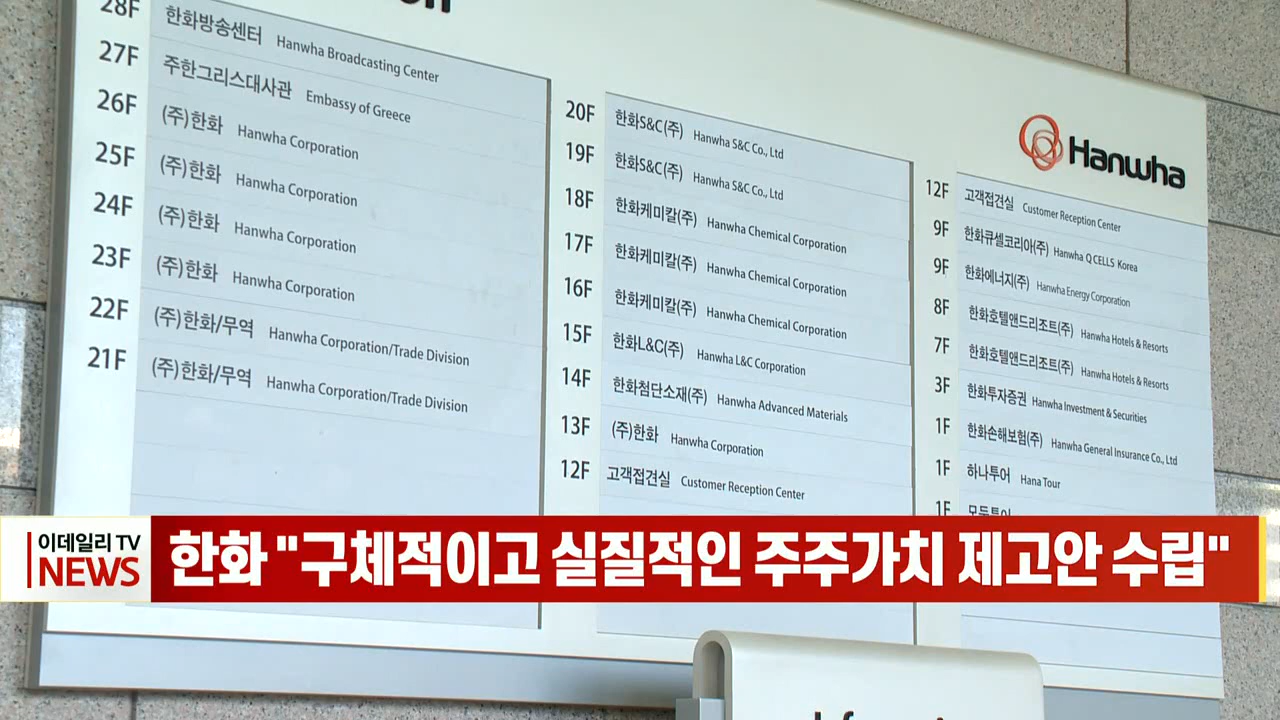 28F 한화방송센터 Hanwha Broadcasting Center
27F 주한그리스대사관 Embassy of Greece
26F (주)한화 Hanwha Corporation
25F (주)한화 Hanwha Corporation
24F (주)한화 Hanwha Corporation
23F (주)한화 Hanwha Corporation
22F (주)한화/무역 Hanwha Corporation/Trade Division
21F (주)한화/무역 Hanwha Corporation/Trade Division
20F 한화S&C(주) Hanwha S&C Co., Ltd
19F 한화S&C(주) Hanwha S&C Co., Ltd
18F 한화케미칼(주) Hanwha Chemical Corporation
17F 한화케미칼(주) Hanwha Chemical Corporation
16F 한화케미칼(주) Hanwha Chemical Corporation
15F 한화L&C(주) Hanwha L&C Corporation
14F 한화첨단소재(주) Hanwha Advanced Materials
13F (주)한화 Hanwha Corporation
12F 고객접견실 Customer Reception Center
Hanwha
12F 고객접견실 Customer Reception Center
9F 한화큐셀코리아(주) Hanwha Q CELLS Korea
9F 한화에너지(주) Hanwha Energy Corporation
8F 한화호텔앤드리조트(주) Hanwha Hotels & Resorts
7F 한화호텔앤드리조트(주) Hanwha Hotels & Resorts
3F 한화투자증권 Hanwha Investment & Securities
1F 한화손해보험(주) Hanwha General Insurance Co., Ltd
1F 하나투어 Hana Tour
1F 모두투어
이데일리 TV
NEWS
한화 "구체적이고 실질적인 주주가치 제고안 수립"